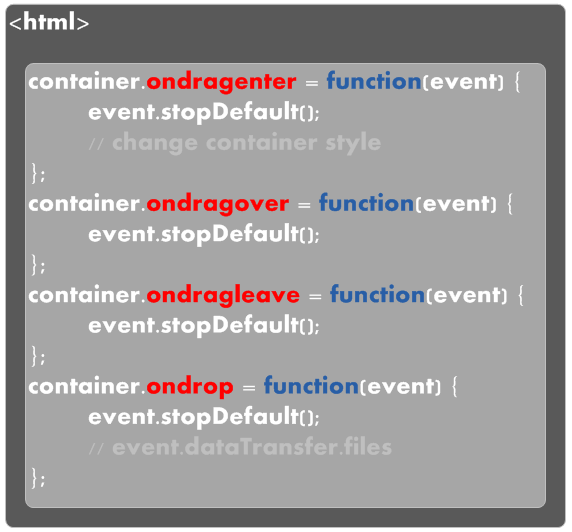 <html>
container.ondragenter = function(event) {
event.stopDefault();
// change container style
};
container.ondragover = function(event) {
event.stopDefault();
};
container.ondragleave = function(event) {
event.stopDefault();
};
container.ondrop = function(event) {
event.stopDefault();
// event.dataTransfer.files
};